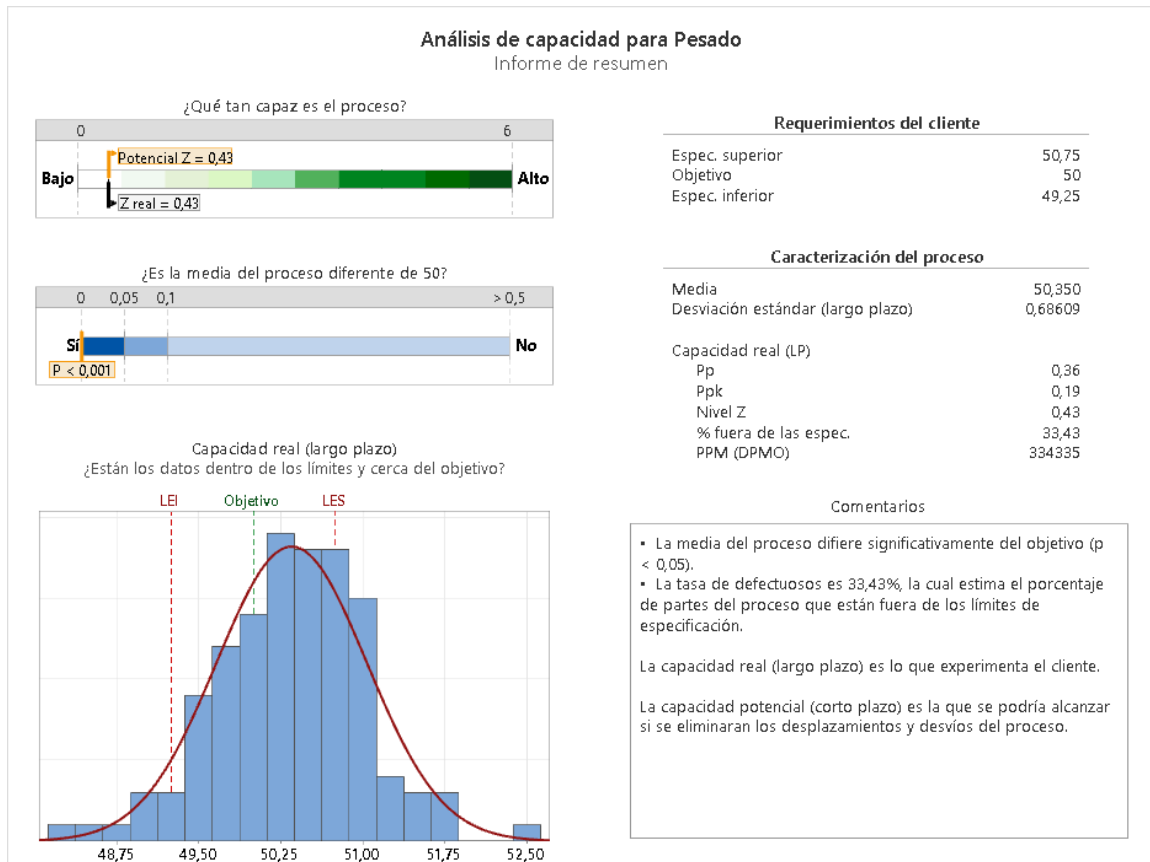 Análisis de capacidad para Pesado
Informe de resumen
¿Qué tan capaz es el proceso?
0 6
Potencial Z = 0,43
Bajo Alto
Z real = 0,43
¿Es la media del proceso diferente de 50?
0 0,05 0,1 > 0,5
Sí No
P < 0,001
Capacidad real (largo plazo)
¿Están los datos dentro de los límites y cerca del objetivo?
LEI Objetivo LES
48,75 49,50 50,25 51,00 51,75 52,50
Requerimientos del cliente
Espec. superior 50,75
Objetivo 50
Espec. inferior 49,25
Caracterización del proceso
Media 50,350
Desviación estándar (largo plazo) 0,68609
Capacidad real (LP)
Pp 0,36
Ppk 0,19
Nivel Z 0,43
% fuera de las espec. 33,43
PPM (DPMO) 334335
Comentarios
• La media del proceso difiere significativamente del objetivo (p
< 0,05).
• La tasa de defectuosos es 33,43%, la cual estima el porcentaje
de partes del proceso que están fuera de los límites de
especificación.
La capacidad real (largo plazo) es lo que experimenta el cliente.
La capacidad potencial (corto plazo) es la que se podría alcanzar
si se eliminaran los desplazamientos y desvíos del proceso.